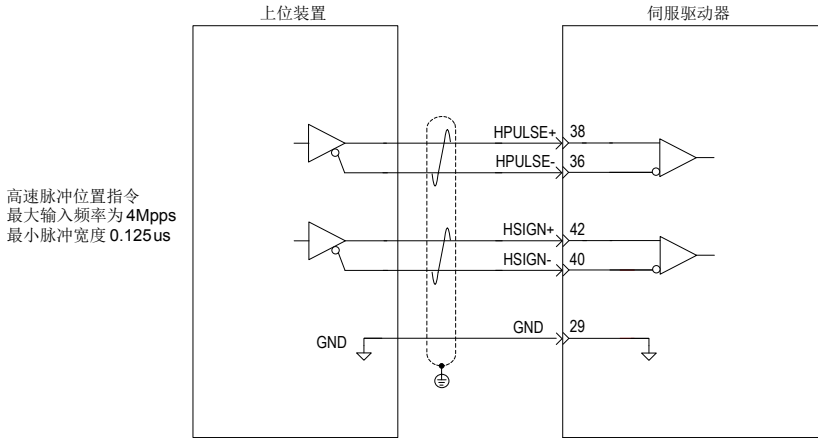 上位装置
伺服驱动器
HPULSE+ 38
HPULSE- 36
高速脉冲位置指令
最大输入频率为4Mpps
最小脉冲宽度0.125us
HSIGN+ 42
HSIGN- 40
GND GND 29